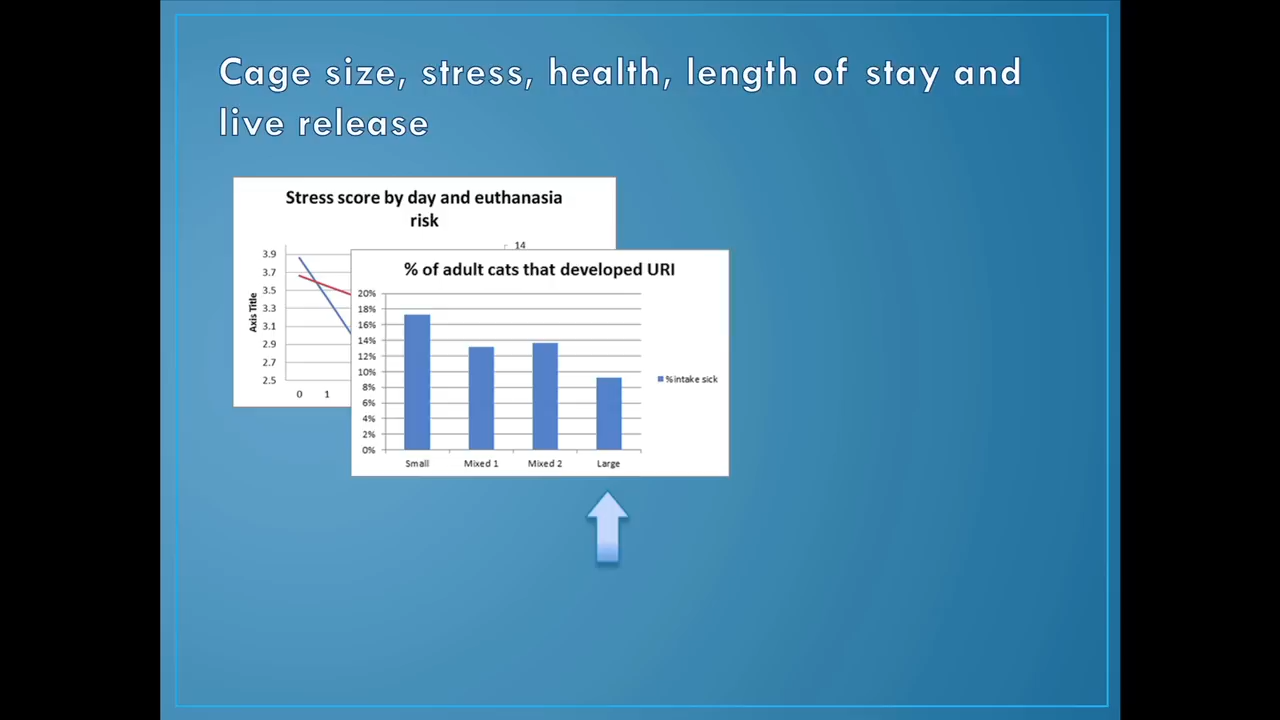 Cage size, stress, health, length of stay and
live release
Stress score by day and euthanasia
risk
14
3.9
3.7
3.5
3.3
3.1
2.9
2.7
2.5
Axis Title
0 1
% of adult cats that developed URI
20%
18%
16%
14%
12%
10%
8%
6%
4%
2%
0%
Small Mixed 1 Mixed 2 Large
%intake sick